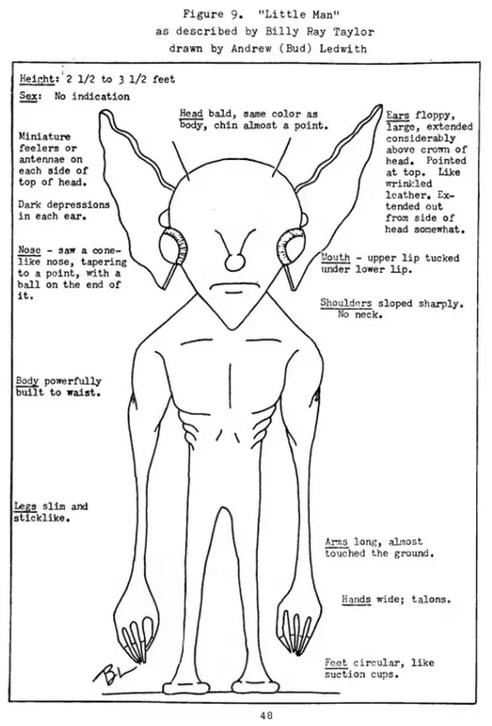 Figure 9. "Little Man"
as described by Billy Ray Taylor
drawn by Andrew (Bud) Ledwith
Height: 2 1/2 to 3 1/2 feet
Sex: No indication
Miniature
feelers or
antennae on
each side of
top of head.
Dark depressions
in each ear.
Nose - saw a cone-
like nose, tapering
to a point, with a
ball on the end of
it.
Head bald, same color as
body, chin almost a point.
Ears floppy,
large, extended
considerably
above crown of
head. Pointed
at top. Like
wrinkled
leather. Ex-
tended out
from side of
head somewhat.
Mouth - upper lip tucked
under lower lip.
Shoulders sloped sharply.
No neck.
Body powerfully
built to waist.
Legs slim and
sticklike.
Arms long, almost
touched the ground.
Hands wide; talons.
Feet circular, like
suction cups.
BL
48